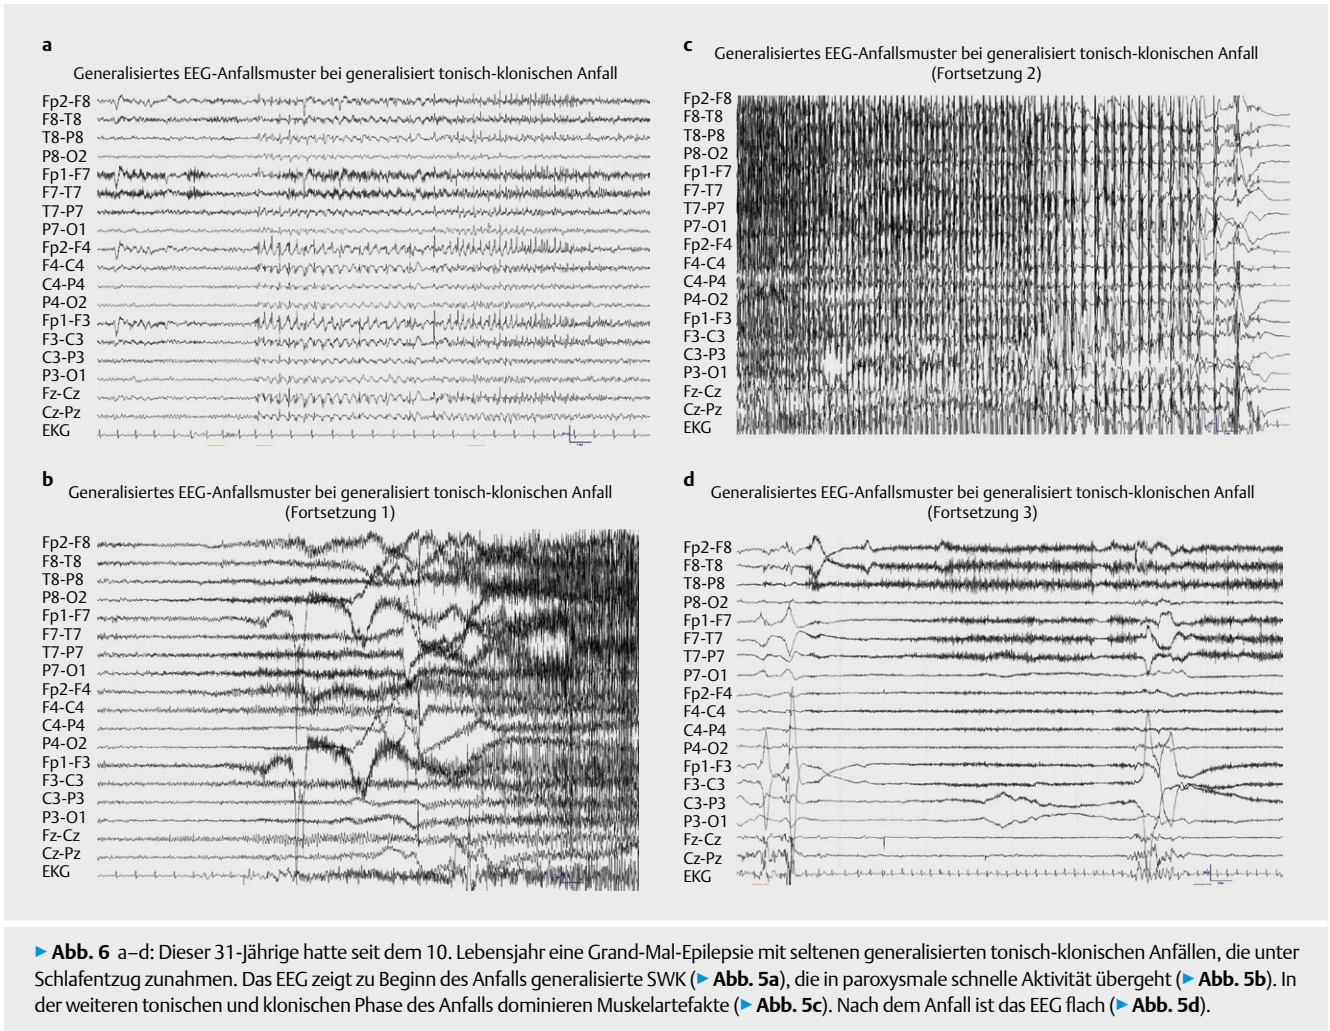 a
Generalisiertes EEG-Anfallsmuster bei generalisiert tonisch-klonischen Anfall
Fp2-F8
F8-T8
T8-P8
P8-O2
Fp1-F7
F7-T7
T7-P7
P7-O1
Fp2-F4
F4-C4
C4-P4
P4-O2
Fp1-F3
F3-C3
C3-P3
P3-O1
Fz-Cz
Cz-Pz
EKG
b
Generalisiertes EEG-Anfallsmuster bei generalisiert tonisch-klonischen Anfall
(Fortsetzung 1)
Fp2-F8
F8-T8
T8-P8
P8-O2
Fp1-F7
F7-T7
T7-P7
P7-O1
Fp2-F4
F4-C4
C4-P4
P4-O2
Fp1-F3
F3-C3
C3-P3
P3-O1
Fz-Cz
Cz-Pz
EKG
c
Generalisiertes EEG-Anfallsmuster bei generalisiert tonisch-klonischen Anfall
(Fortsetzung 2)
Fp2-F8
F8-T8
T8-P8
P8-O2
Fp1-F7
F7-T7
T7-P7
P7-O1
Fp2-F4
F4-C4
C4-P4
P4-O2
Fp1-F3
F3-C3
C3-P3
P3-O1
Fz-Cz
Cz-Pz
EKG
d
Generalisiertes EEG-Anfallsmuster bei generalisiert tonisch-klonischen Anfall
(Fortsetzung 3)
Fp2-F8
F8-T8
T8-P8
P8-O2
Fp1-F7
F7-T7
T7-P7
P7-O1
Fp2-F4
F4-C4
C4-P4
P4-O2
Fp1-F3
F3-C3
C3-P3
P3-O1
Fz-Cz
Cz-Pz
EKG
▶ Abb. 6 a–d: Dieser 31-Jährige hatte seit dem 10. Lebensjahr eine Grand-Mal-Epilepsie mit seltenen generalisierten tonisch-klonischen Anfällen, die unter
Schlafentzug zunahmen. Das EEG zeigt zu Beginn des Anfalls generalisierte SWK (▶ Abb. 5a), die in paroxysmale schnelle Aktivität übergeht (▶ Abb. 5b). In
der weiteren tonischen und klonischen Phase des Anfalls dominieren Muskelartefakte (▶ Abb. 5c). Nach dem Anfall ist das EEG flach (▶ Abb. 5d).